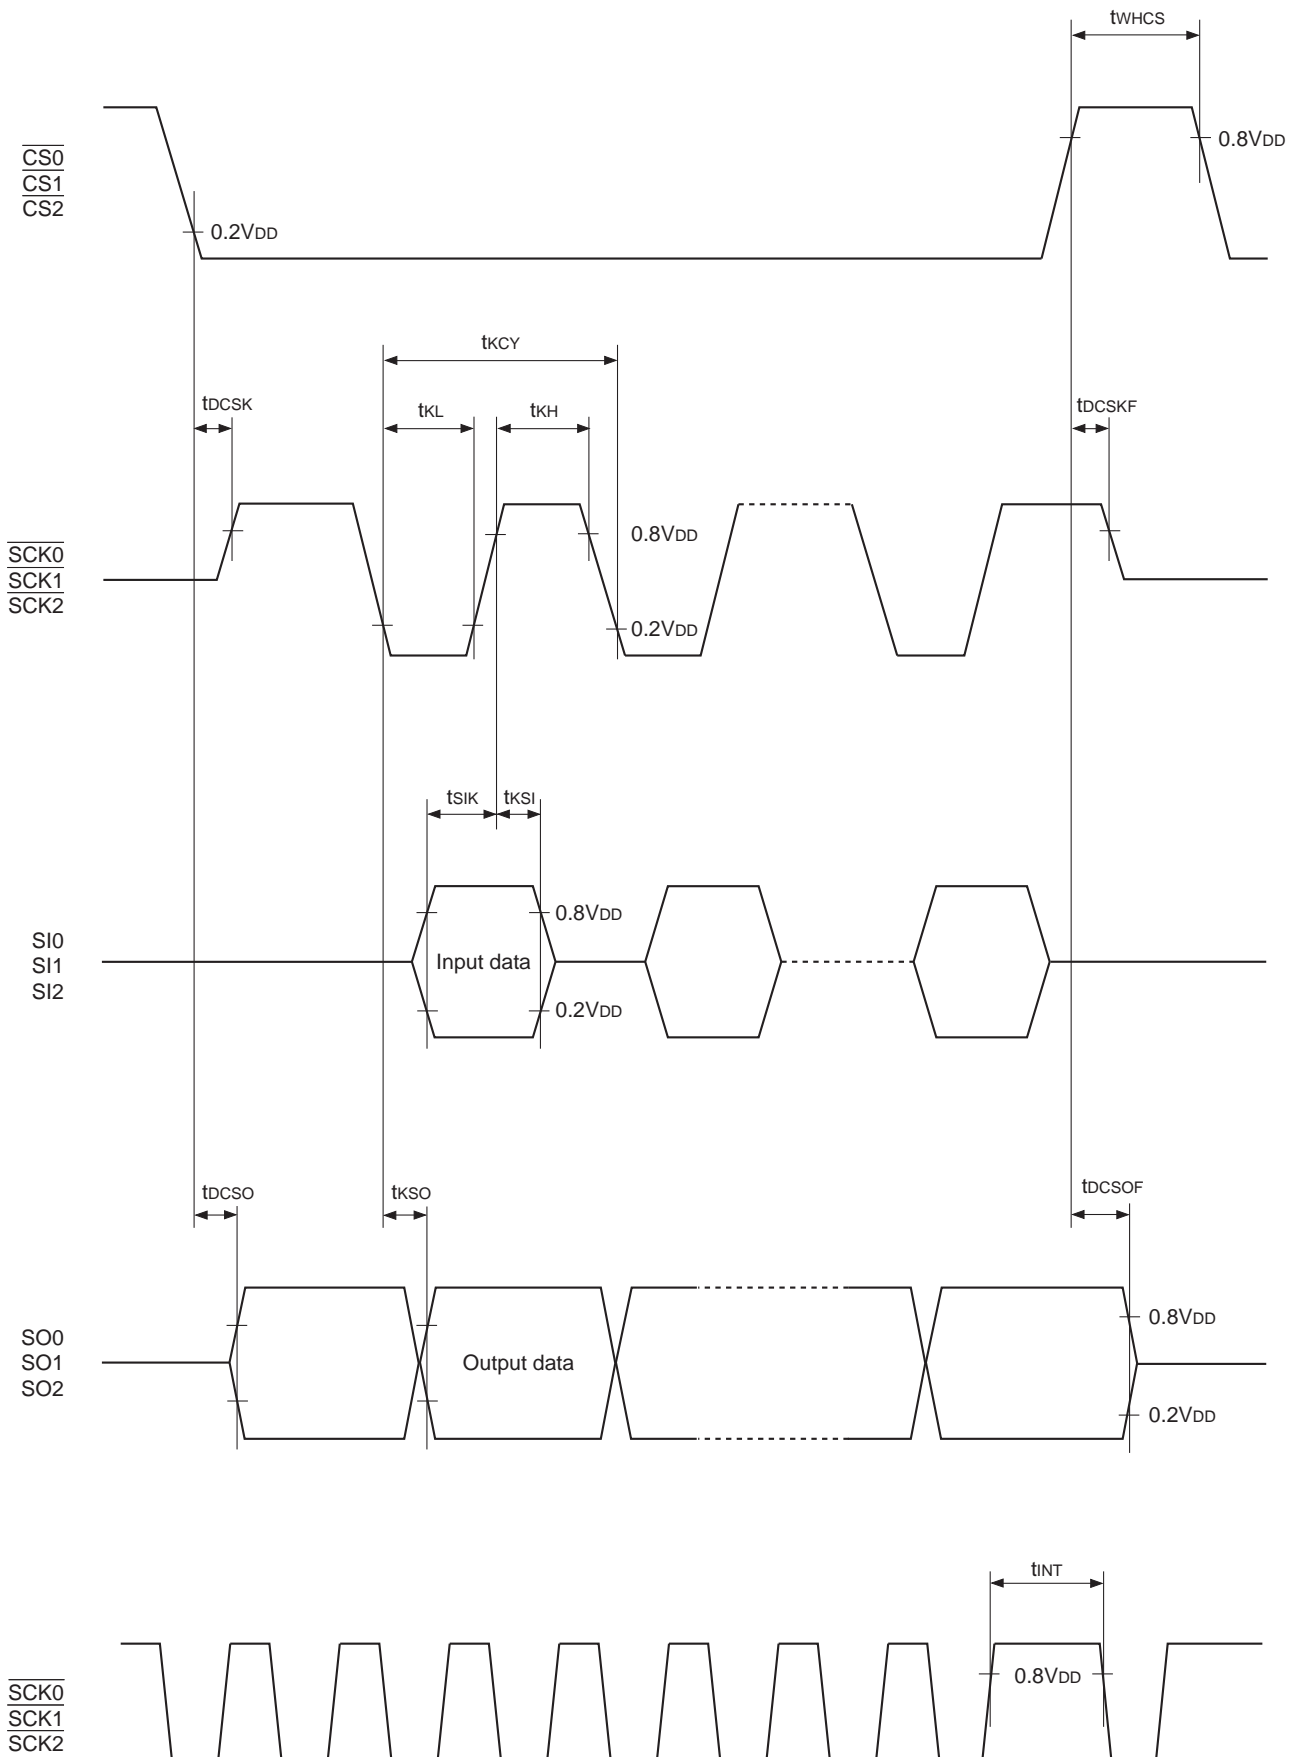 tWHCS
CS0
CS1
CS2
0.8VDD
0.2VDD
tKCY
tDCSK
tKL
tKH
tDCSKF
SCK0
SCK1
SCK2
0.8VDD
0.2VDD
tSIK
tKSI
SI0
SI1
SI2
0.8VDD
Input data
0.2VDD
tDCSO
tKSO
tDCSOF
SO0
SO1
SO2
0.8VDD
Output data
0.2VDD
tINT
SCK0
SCK1
SCK2
0.8VDD